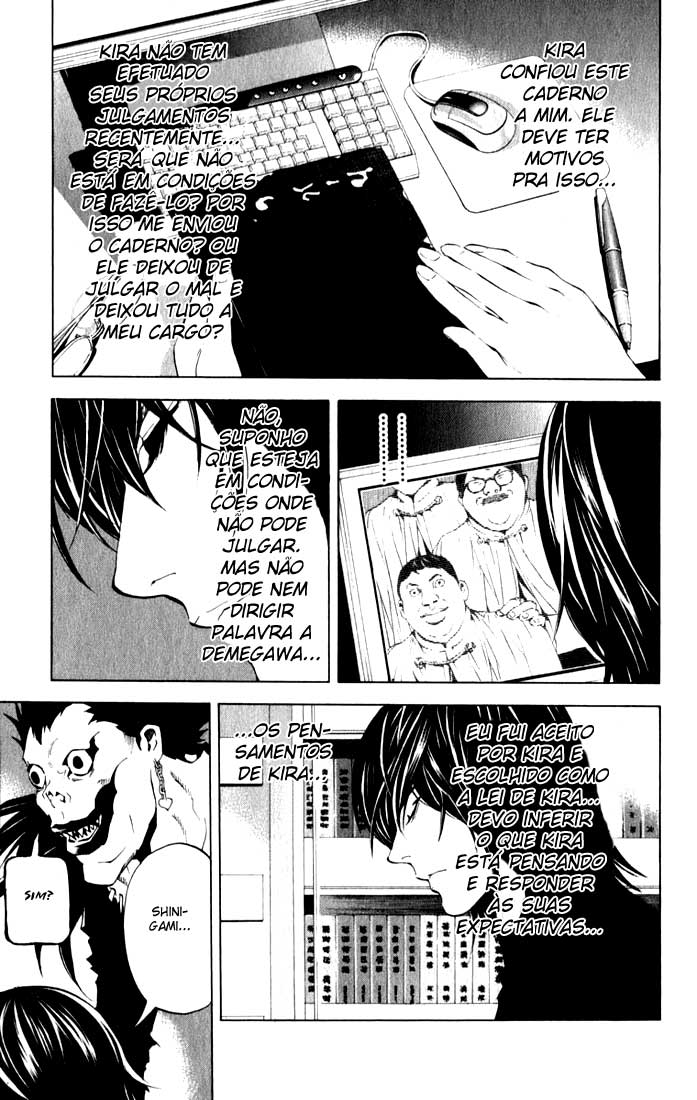 KIRA
CONFIOU ESTE
CADERNO
A MIM. ELE
DEVE TER
MOTIVOS
PRA ISSO...
KIRA NÃO TEM
EFETUADO
SEUS PRÓPRIOS
JULGAMENTOS
RECENTEMENTE...
SERÁ QUE NÃO
ESTÁ EM CONDIÇÕES
DE FAZÊ-LO? POR
ISSO ME ENVIOU
O CADERNO? OU
ELE DEIXOU DE
JULGAR O MAL E
DEIXOU TUDO A
MEU CARGO?
NÃO,
SUPONHO
QUE ESTEJA
EM CONDI-
ÇÕES ONDE
NÃO PODE
JULGAR.
MAS NÃO
PODE NEM
DIRIGIR
PALAVRA A
DEMEGAWA...
EU FUI ACEITO
POR KIRA E
ESCOLHIDO COMO
A LEI DE KIRA...
DEVO INFERIR
O QUE KIRA
ESTÁ PENSANDO
E RESPONDER
ÀS SUAS
EXPECTATIVAS...
...OS PEN-
SAMENTOS
DE KIRA...
SHINI-
GAMI...
SIM?